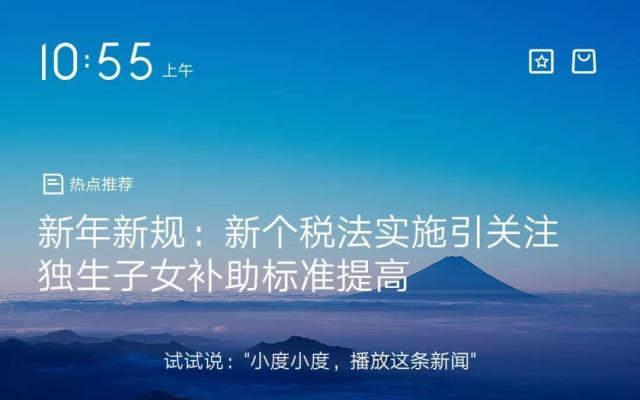 10:55 上午
热点推荐
新年新规：新个税法实施引关注
独生子女补助标准提高
试试说："小度小度，播放这条新闻"